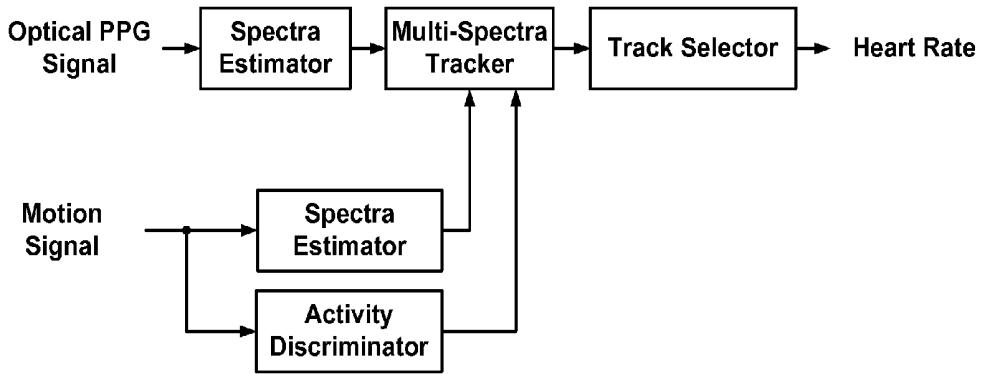 Optical PPG
Signal
Spectra
Estimator
Multi-Spectra
Tracker
Track Selector
Heart Rate
Motion
Signal
Spectra
Estimator
Activity
Discriminator